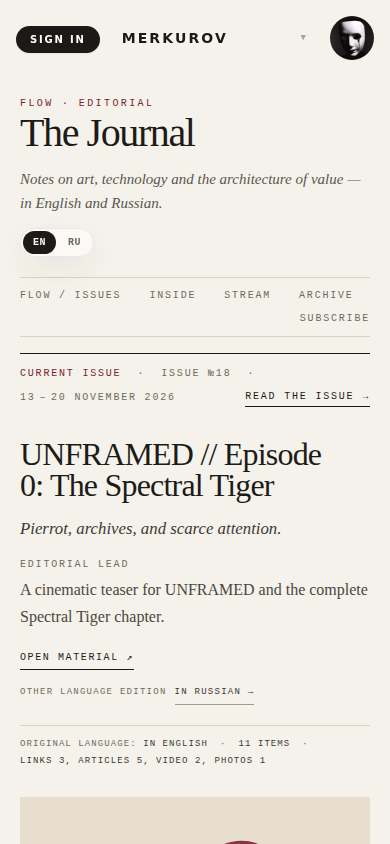 SIGN IN
MERKUROV
▼
FLOW · EDITORIAL
The Journal
Notes on art, technology and the architecture of value —
in English and Russian.
EN RU
FLOW / ISSUES INSIDE STREAM ARCHIVE
SUBSCRIBE
CURRENT ISSUE · ISSUE №18 ·
13 – 20 NOVEMBER 2026 READ THE ISSUE →
UNFRAMED // Episode
0: The Spectral Tiger
Pierrot, archives, and scarce attention.
EDITORIAL LEAD
A cinematic teaser for UNFRAMED and the complete
Spectral Tiger chapter.
OPEN MATERIAL ↗
OTHER LANGUAGE EDITION IN RUSSIAN →
ORIGINAL LANGUAGE: IN ENGLISH · 11 ITEMS ·
LINKS 3, ARTICLES 5, VIDEO 2, PHOTOS 1